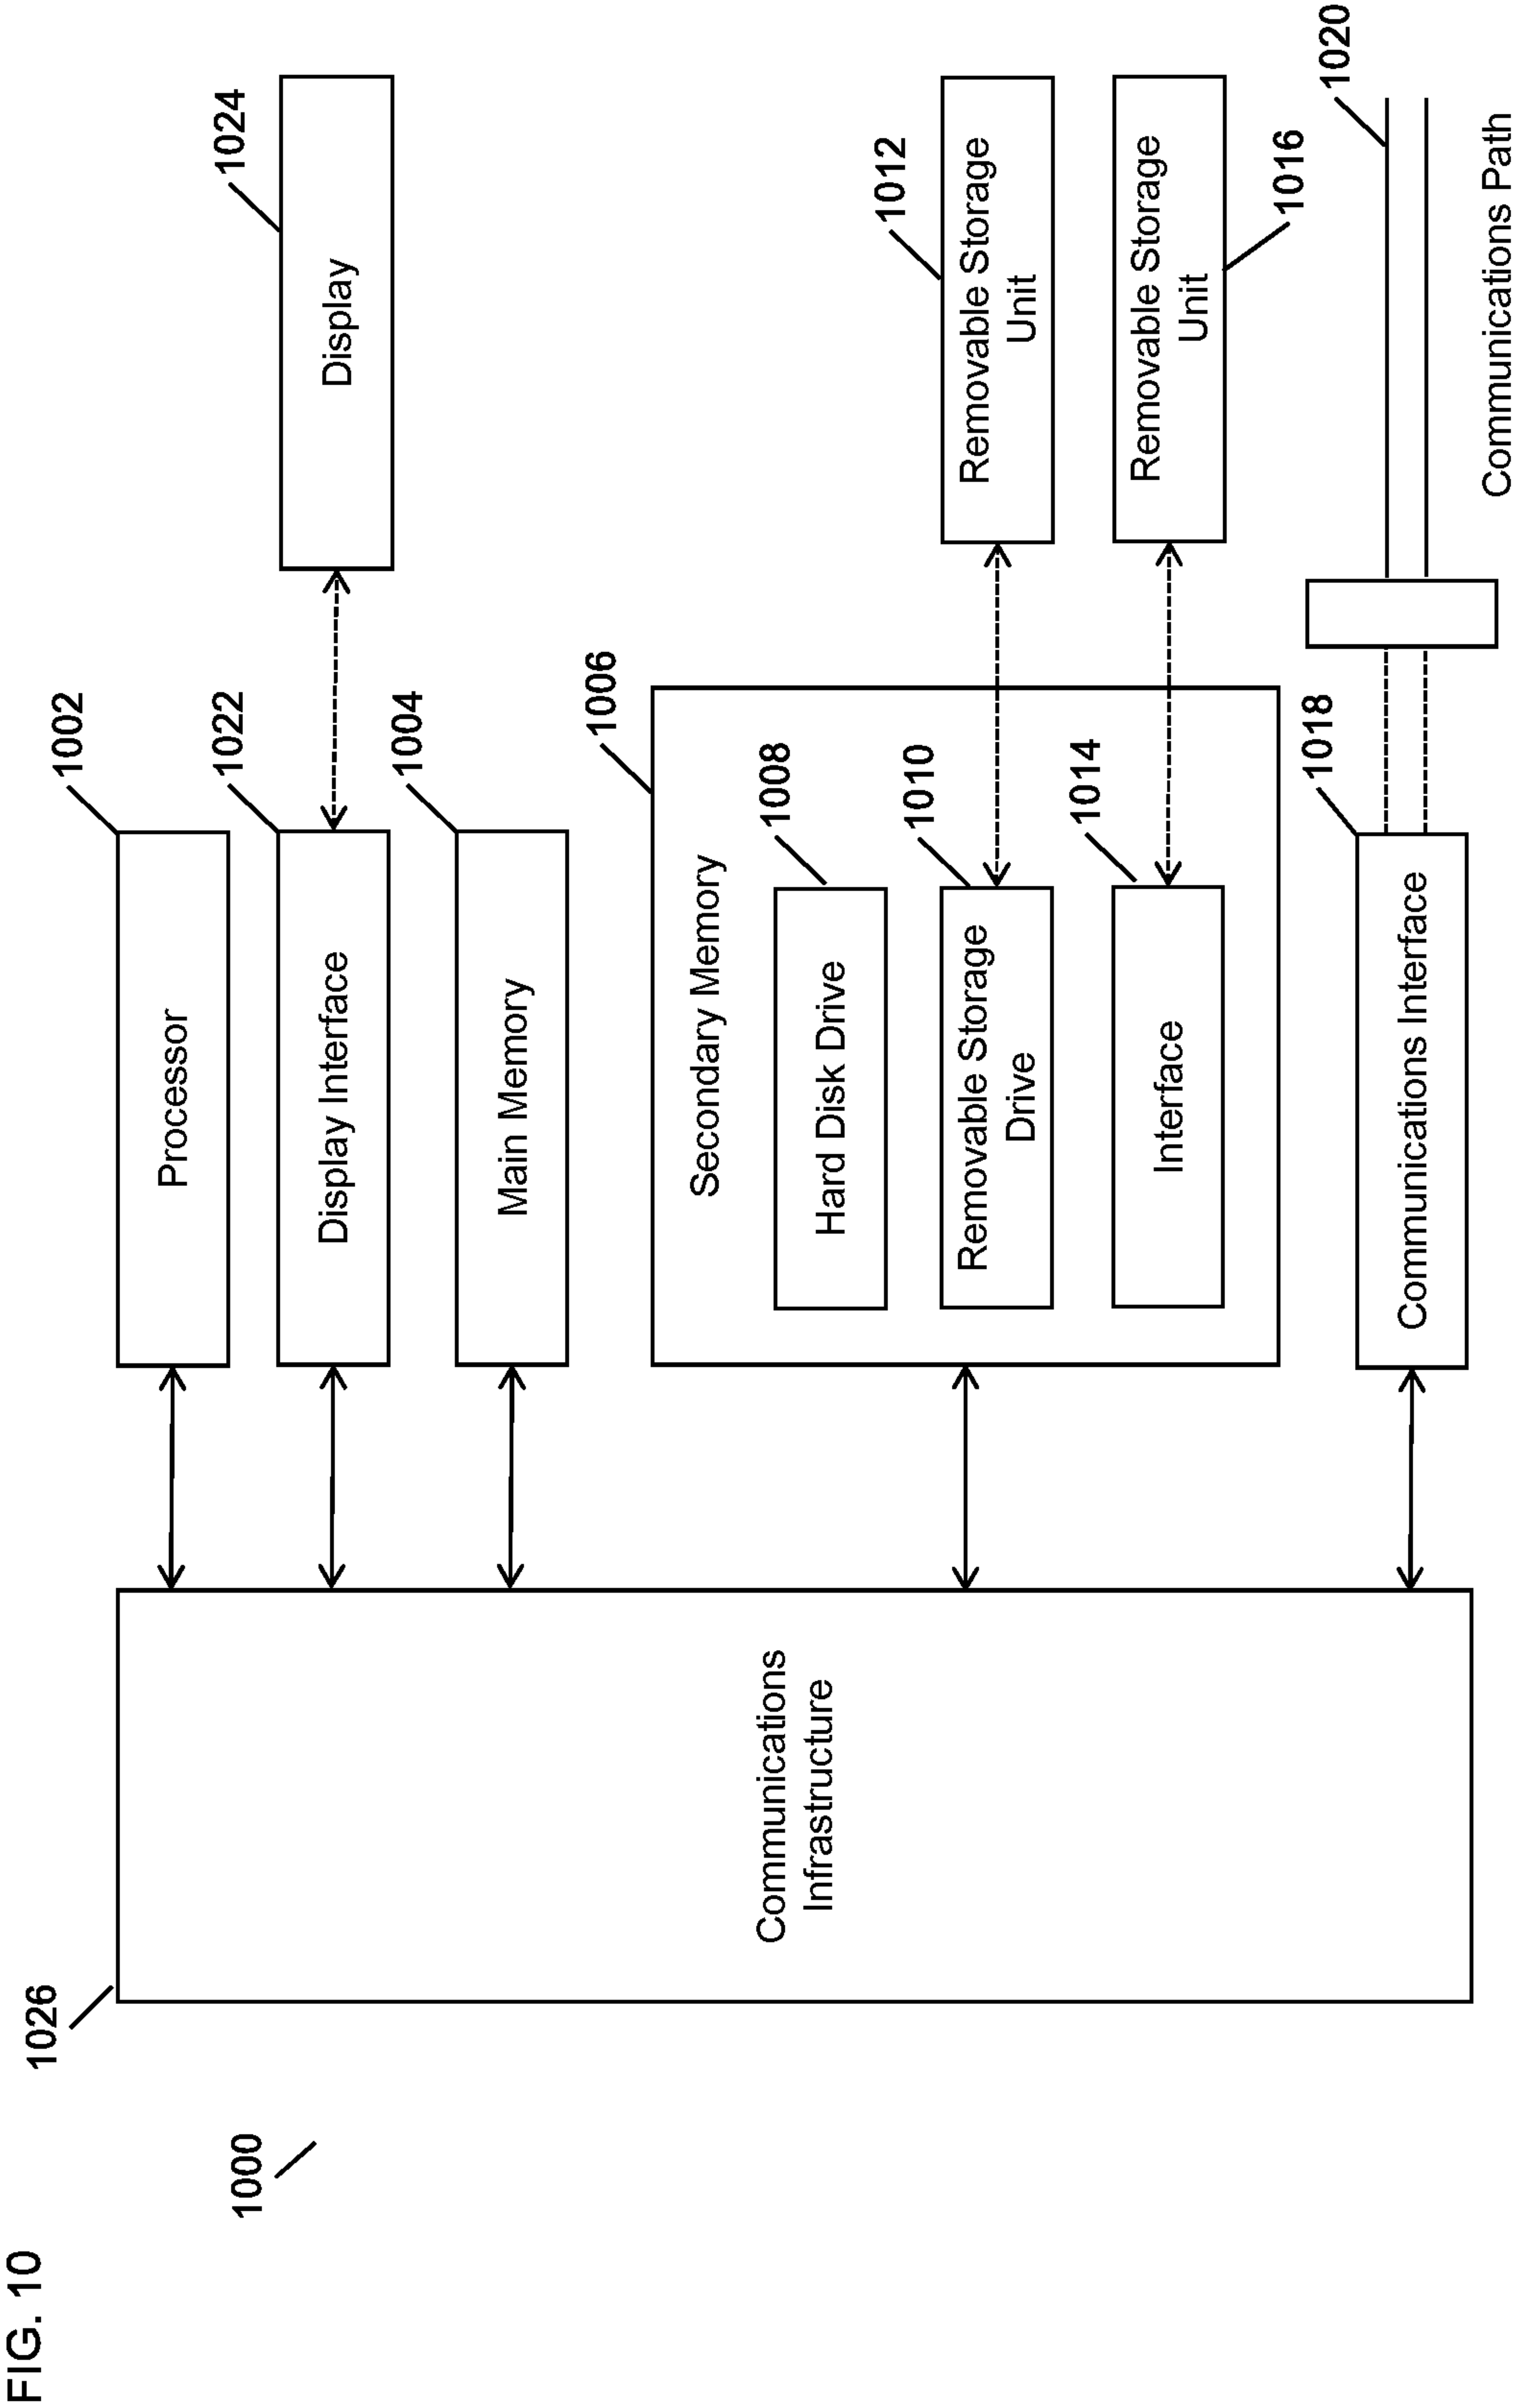 FIG. 10
1000
1026
Communications
Infrastructure
1002
Processor
1022
Display Interface
1024
Display
1004
Main Memory
1006
Secondary Memory
1008
Hard Disk Drive
1010
Removable Storage
Drive
1012
Removable Storage
Unit
1014
Interface
Removable Storage
Unit
1016
1018
Communications Interface
1020
Communications Path